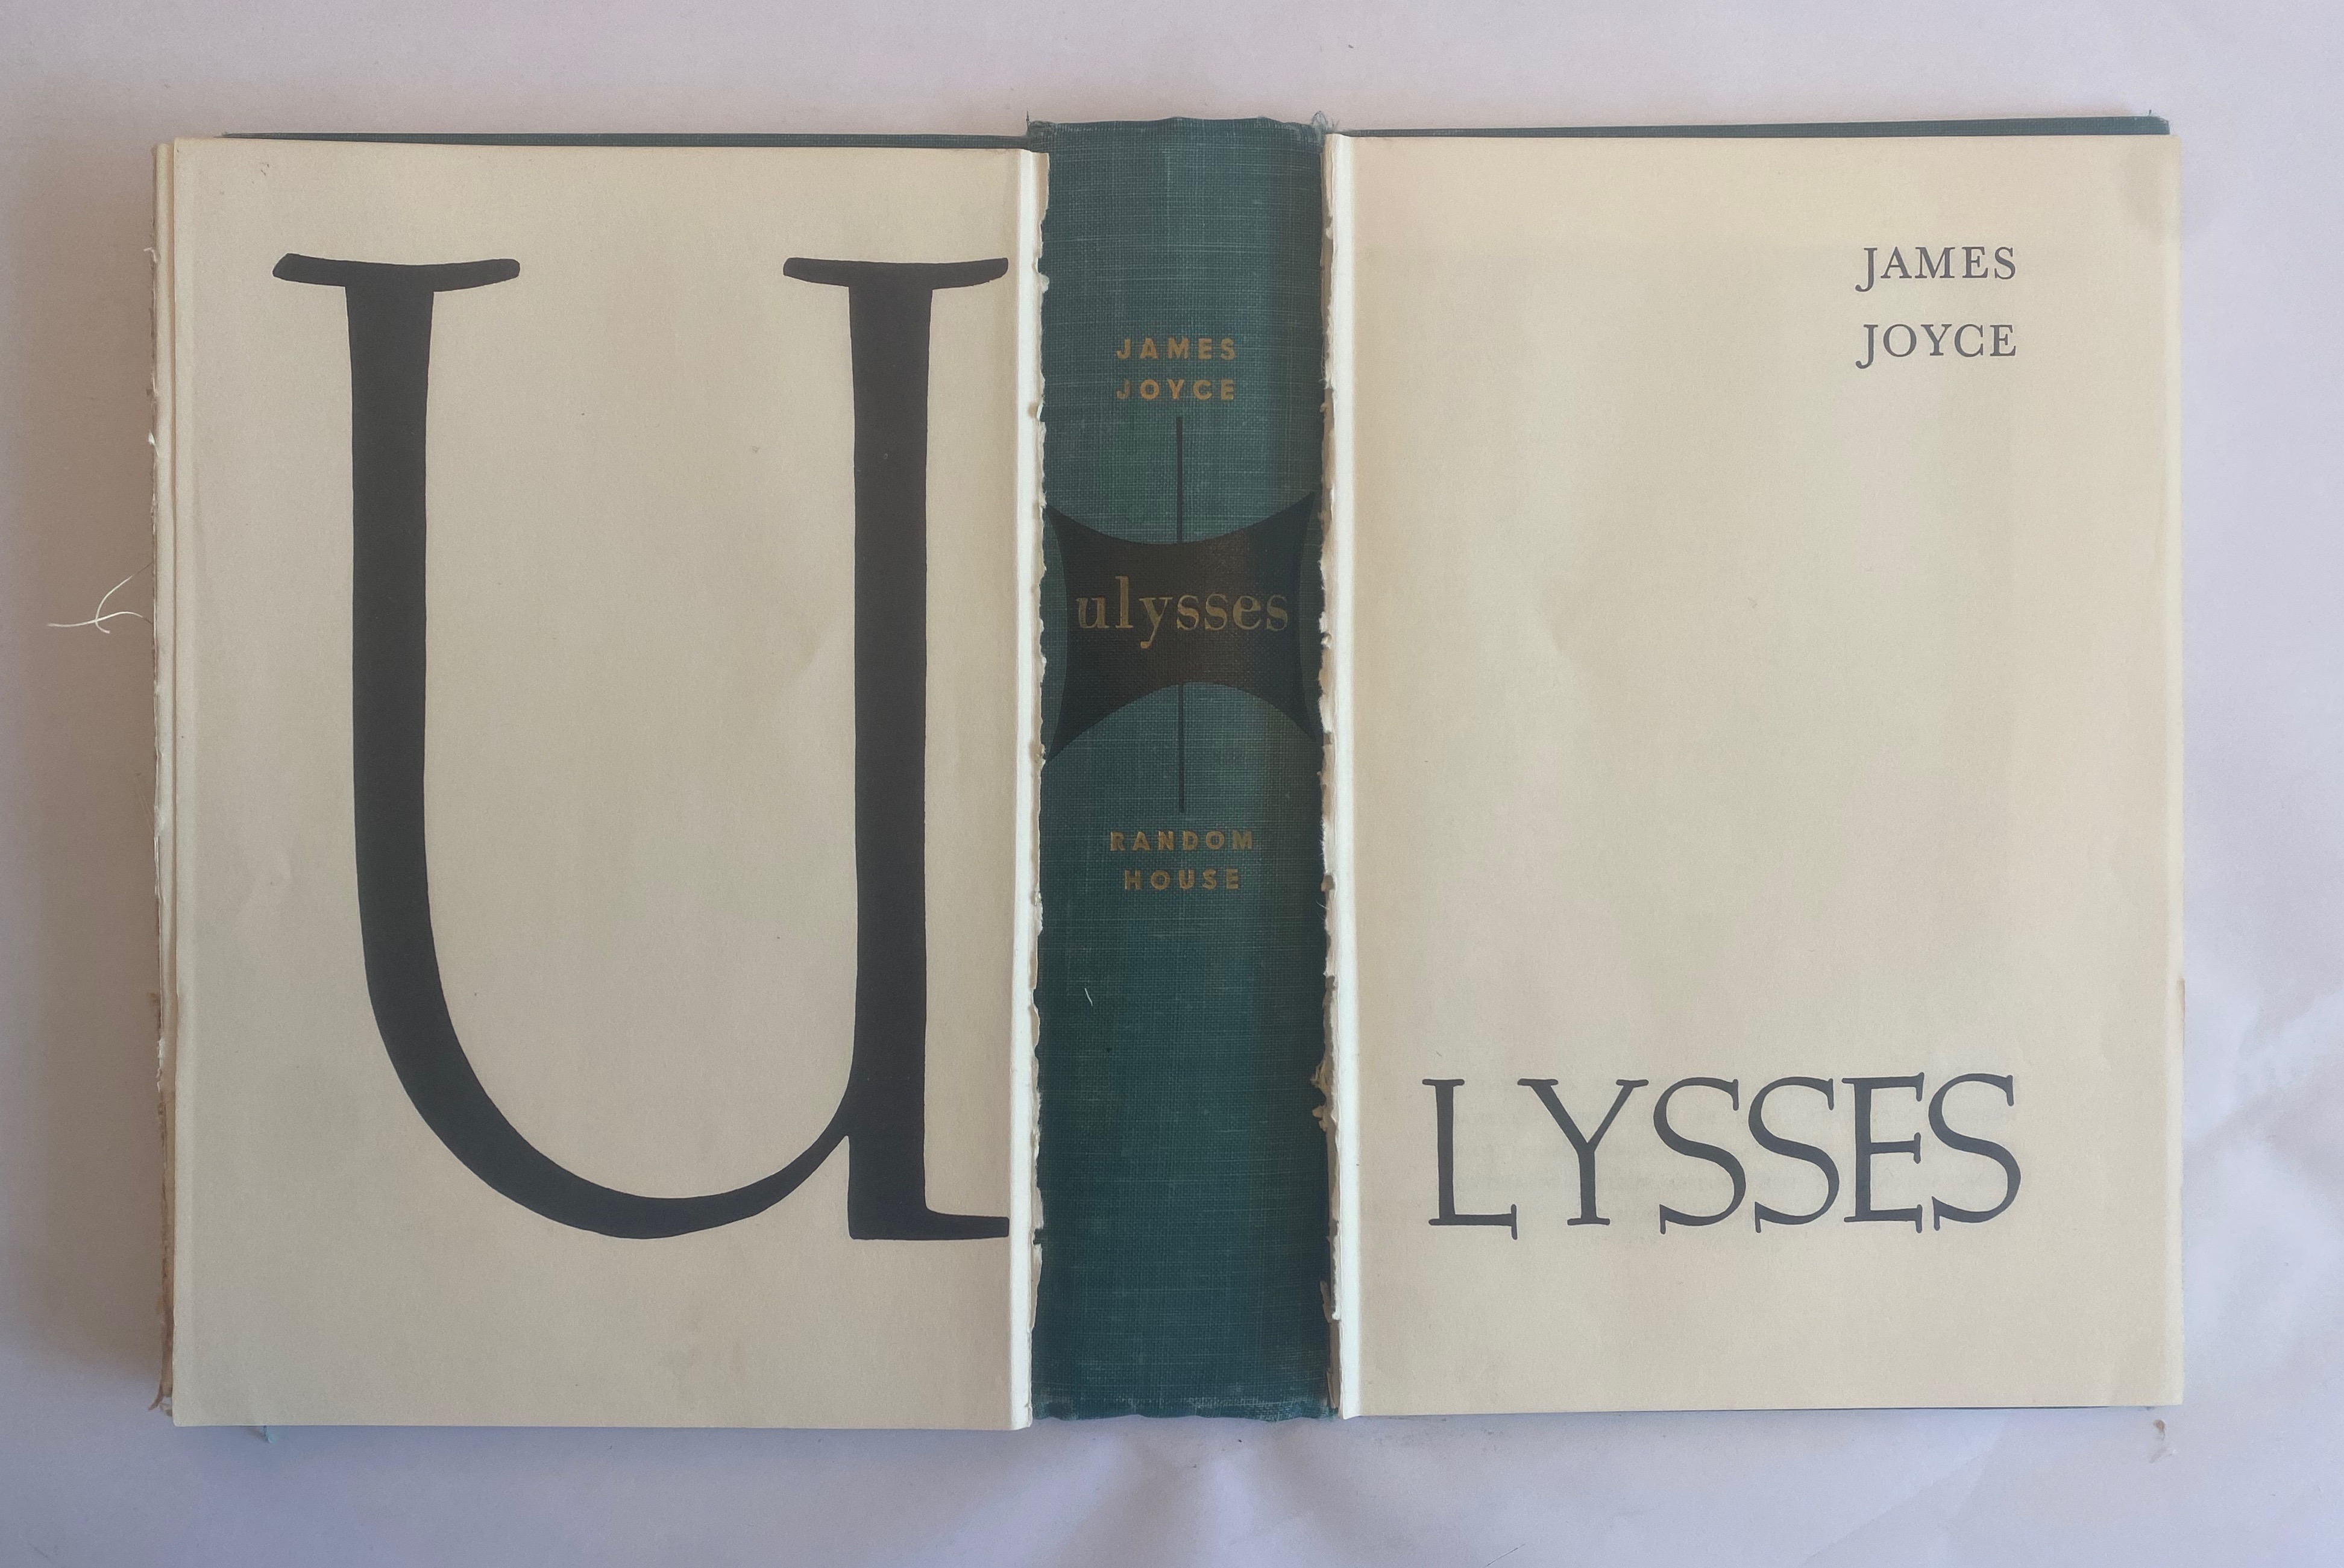 U
JAMES
JOYCE
ulysses
RANDOM
HOUSE
JAMES
JOYCE
LYSSES